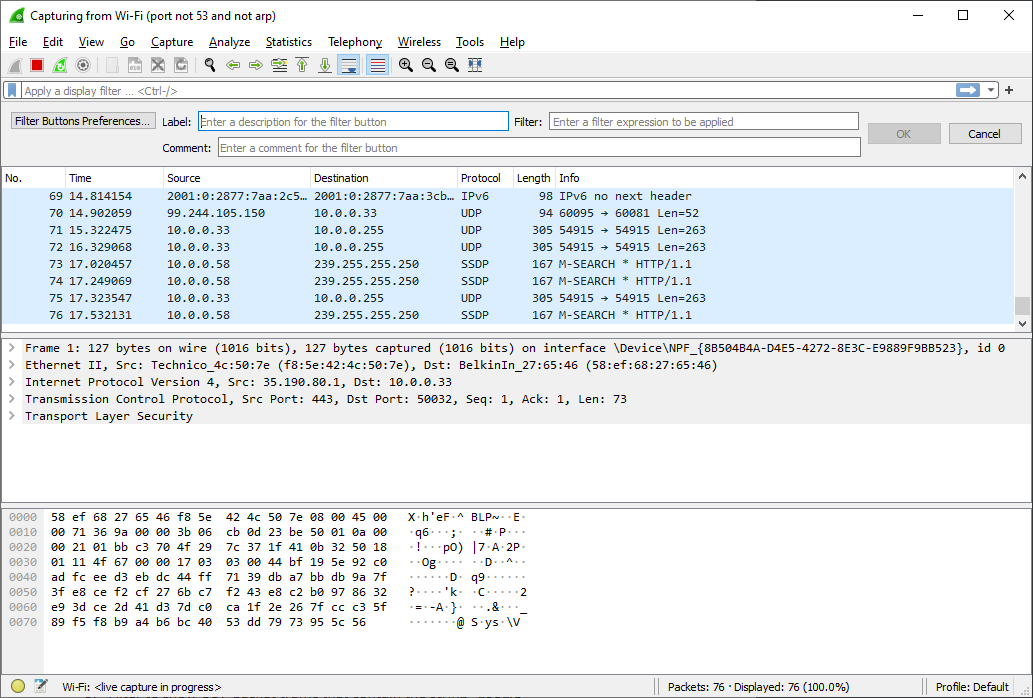 Capturing from Wi-Fi (port not 53 and not arp)
File Edit View Go Capture Analyze Statistics Telephony Wireless Tools Help
Apply a display filter ... <Ctrl-/>
Filter Buttons Preferences... Label: Enter a description for the filter button Filter: Enter a filter expression to be applied OK Cancel
Comment: Enter a comment for the filter button
No. Time Source Destination Protocol Length Info
69 14.814154 2001:0:2877:7aa:2c5... 2001:0:2877:7aa:3cb... IPv6 98 IPv6 no next header
70 14.902059 99.244.105.150 10.0.0.33 UDP 94 60095 → 60081 Len=52
71 15.322475 10.0.0.33 10.0.0.255 UDP 305 54915 → 54915 Len=263
72 16.329068 10.0.0.33 10.0.0.255 UDP 305 54915 → 54915 Len=263
73 17.020457 10.0.0.58 239.255.255.250 SSDP 167 M-SEARCH * HTTP/1.1
74 17.249069 10.0.0.58 239.255.255.250 SSDP 167 M-SEARCH * HTTP/1.1
75 17.323547 10.0.0.33 10.0.0.255 UDP 305 54915 → 54915 Len=263
76 17.532131 10.0.0.58 239.255.255.250 SSDP 167 M-SEARCH * HTTP/1.1
Frame 1: 127 bytes on wire (1016 bits), 127 bytes captured (1016 bits) on interface \Device\NPF_{8B504B4A-D4E5-4272-8E3C-E9889F9BB523}, id 0
Ethernet II, Src: Technico_4c:50:7e (f8:5e:42:4c:50:7e), Dst: BelkinIn_27:65:46 (58:ef:68:27:65:46)
Internet Protocol Version 4, Src: 35.190.80.1, Dst: 10.0.0.33
Transmission Control Protocol, Src Port: 443, Dst Port: 50032, Seq: 1, Ack: 1, Len: 73
Transport Layer Security
0000 58 ef 68 27 65 46 f8 5e 42 4c 50 7e 08 00 45 00 X·h'eF·^ BLP~··E·
0010 00 71 36 9a 00 00 3b 06 cb 0d 23 be 50 01 0a 00 ·q6···;· ··#·P···
0020 00 21 01 bb c3 70 4f 29 7c 37 1f 41 0b 32 50 18 ·!···pO) |7·A·2P·
0030 01 11 4f 67 00 00 17 03 03 00 44 bf 19 5e 92 c0 ··Og···· ··D··^··
0040 ad fc ee d3 eb dc 44 ff 71 39 db a7 bb db 9a 7f ······D· q9······
0050 3f e8 ce f2 cf 27 6b c7 f2 43 e8 c2 b0 97 86 32 ?····'k· ·C·····2
0060 e9 3d ce 2d 41 d3 7d c0 ca 1f 2e 26 7f cc c3 5f ·=·-A·}· ··.&···_
0070 89 f5 f8 b9 a4 b6 bc 40 53 dd 79 73 95 5c 56 ·······@ S·ys·\V
Wi-Fi: <live capture in progress> Packets: 76 · Displayed: 76 (100.0%) Profile: Default